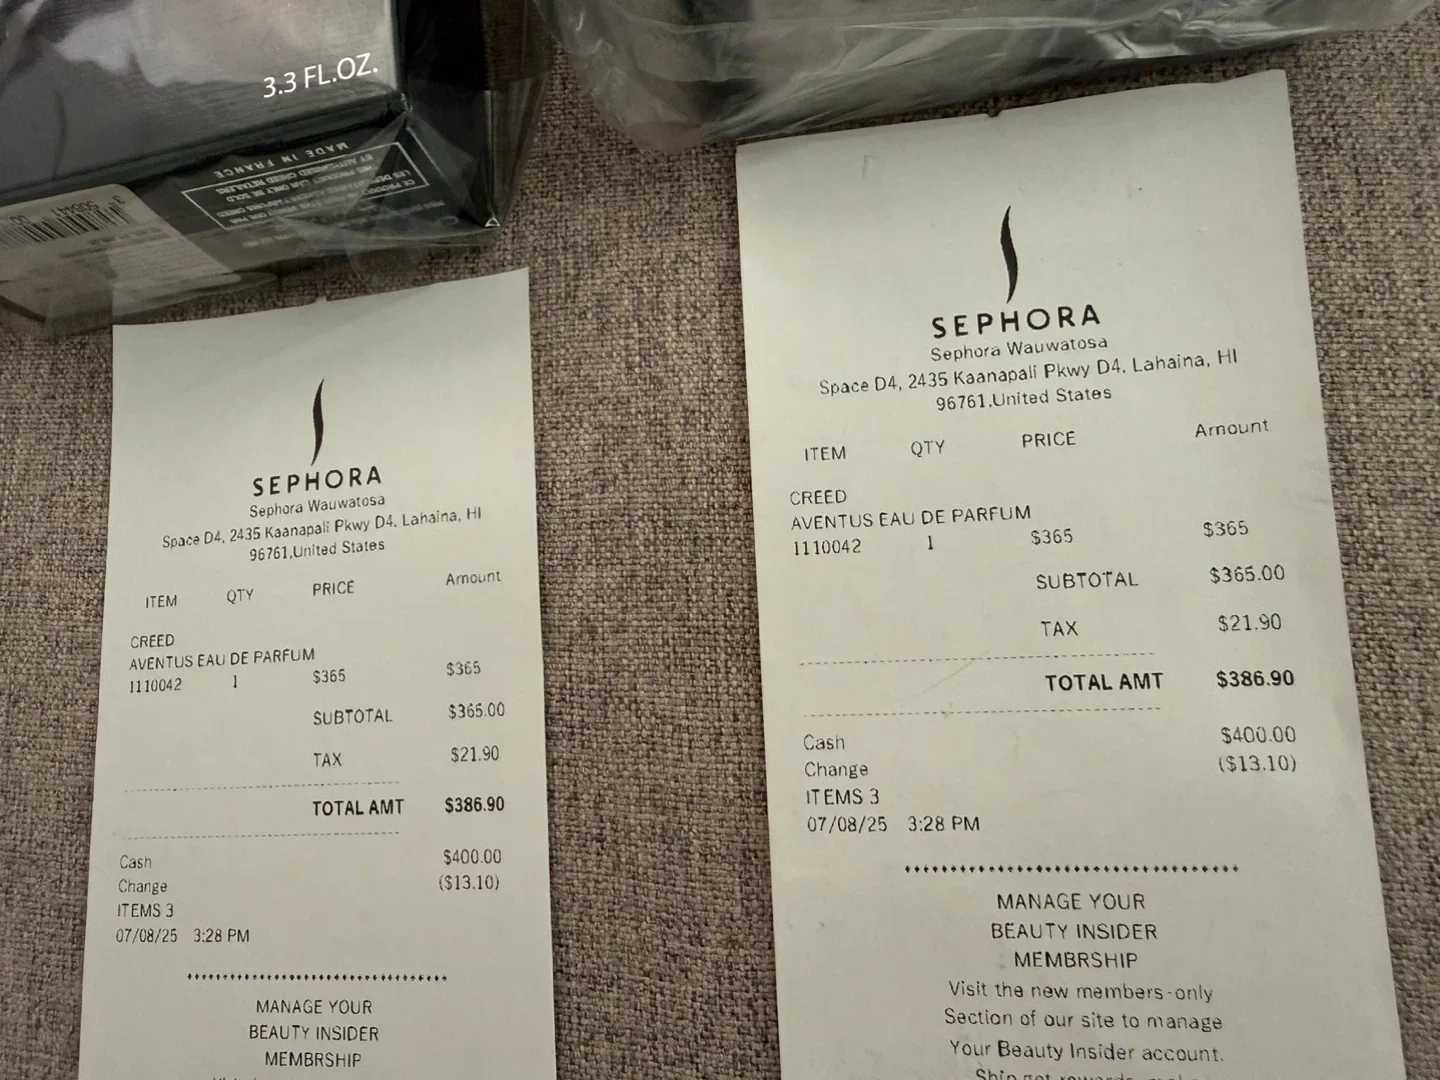 3.3 FL.OZ.
MADE IN FRANCE
BY AUTHORISED CREED RETAILERS
SEPHORA
Sephora Wauwatosa
Space D4, 2435 Kaanapali Pkwy D4, Lahaina, HI
96761,United States
ITEM QTY PRICE Amount
CREED
AVENTUS EAU DE PARFUM
1110042 1 $365 $365
SUBTOTAL $365.00
TAX $21.90
TOTAL AMT $386.90
Cash $400.00
Change ($13.10)
ITEMS 3
07/08/25 3:28 PM
MANAGE YOUR
BEAUTY INSIDER
MEMBRSHIP
SEPHORA
Sephora Wauwatosa
Space D4, 2435 Kaanapali Pkwy D4, Lahaina, HI
96761,United States
ITEM QTY PRICE Amount
CREED
AVENTUS EAU DE PARFUM
1110042 1 $365 $365
SUBTOTAL $365.00
TAX $21.90
TOTAL AMT $386.90
Cash $400.00
Change ($13.10)
ITEMS 3
07/08/25 3:28 PM
MANAGE YOUR
BEAUTY INSIDER
MEMBRSHIP
Visit the new members-only
Section of our site to manage
Your Beauty Insider account.